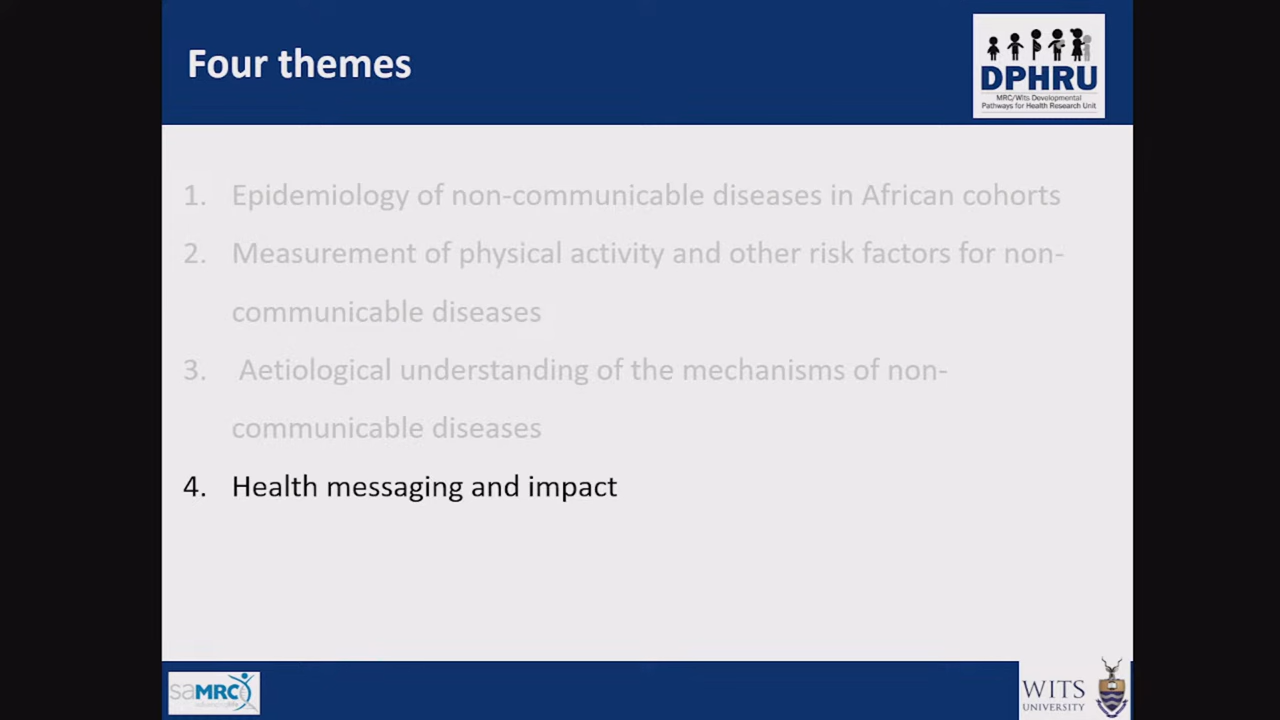 Four themes
DPHRU
MRC/Wits Developmental
Pathways for Health Research Unit
1. Epidemiology of non-communicable diseases in African cohorts
2. Measurement of physical activity and other risk factors for non-
communicable diseases
3. Aetiological understanding of the mechanisms of non-
communicable diseases
4. Health messaging and impact
saMRC
advancing life
WITS
UNIVERSITY